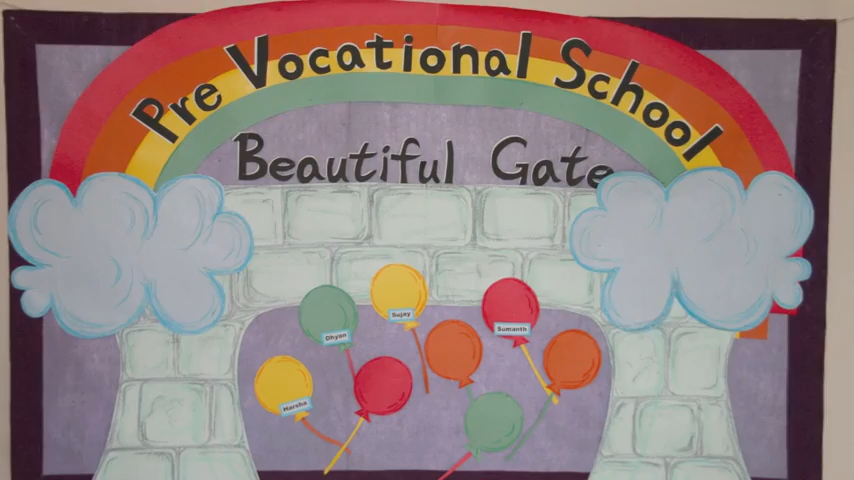 Pre Vocational School
Beautiful Gate
Sujay
Sumanth
Dhyan
Harsha